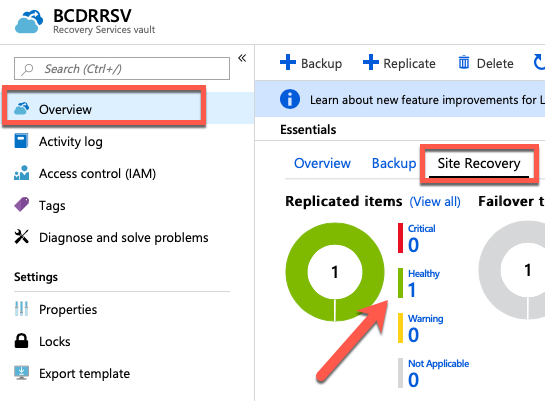 BCDRRSV
Recovery Services vault
Search (Ctrl+/)
«
Overview
Activity log
Access control (IAM)
Tags
Diagnose and solve problems
Settings
Properties
Locks
Export template
+ Backup + Replicate Delete
Learn about new feature improvements for L
Essentials
Overview Backup Site Recovery
Replicated items (View all) Failover t
1
Critical
0
Healthy
1
Warning
0
Not Applicable
0
1